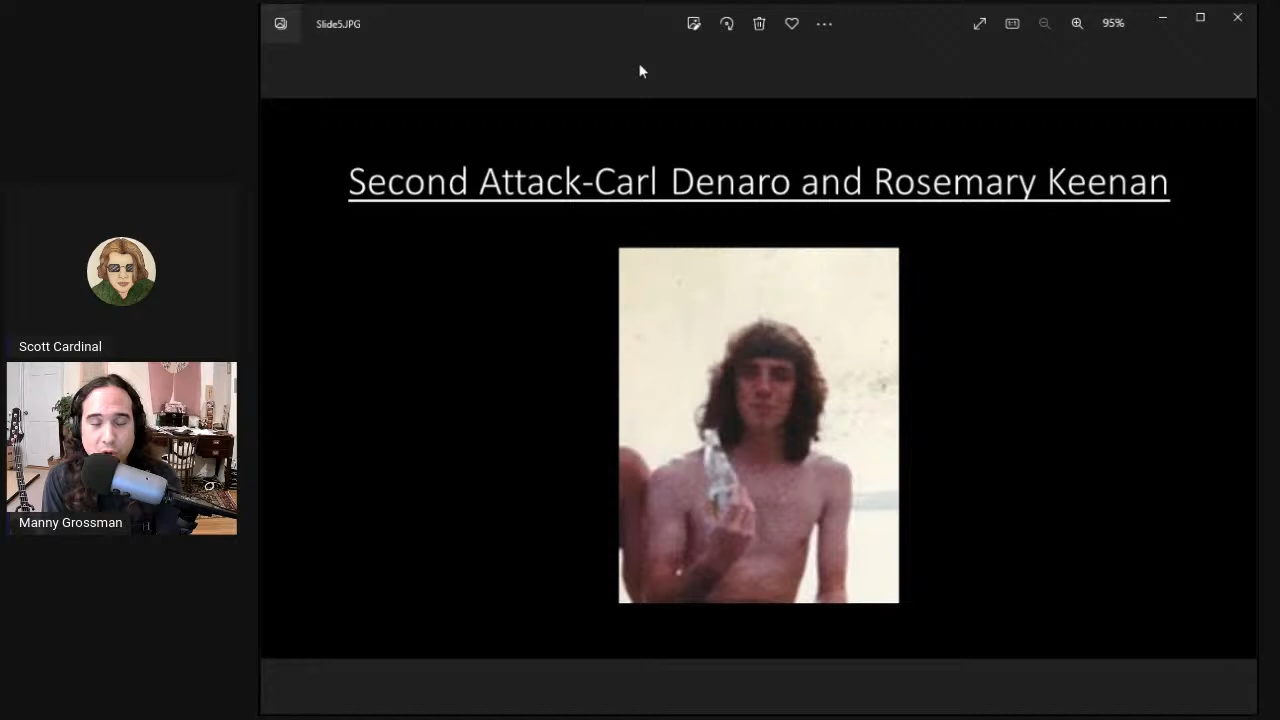 Slide5.JPG
95%
Second Attack-Carl Denaro and Rosemary Keenan
Scott Cardinal
Manny Grossman